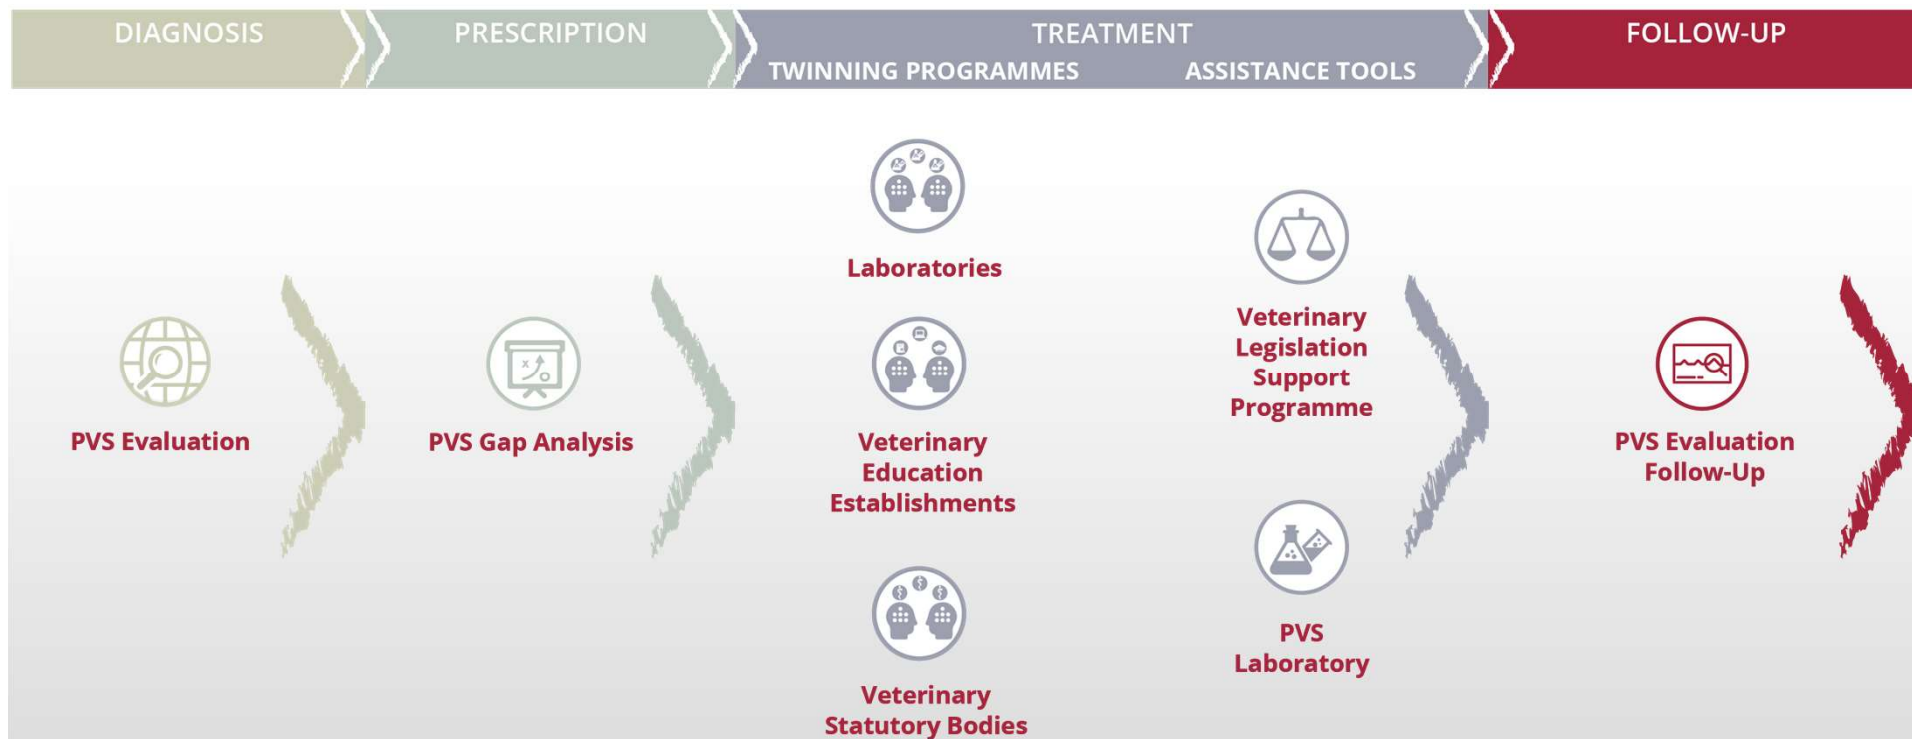 DIAGNOSIS
PRESCRIPTION
TREATMENT
TWINNING PROGRAMMES
ASSISTANCE TOOLS
FOLLOW-UP
PVS Evaluation
PVS Gap Analysis
Laboratories
Veterinary
Education
Establishments
Veterinary
Statutory Bodies
Veterinary
Legislation
Support
Programme
PVS
Laboratory
PVS Evaluation
Follow-Up